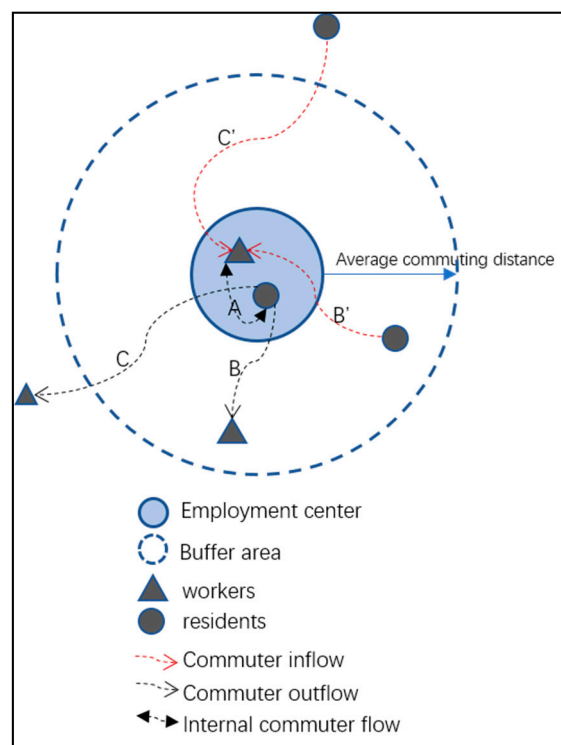 C’
Average commuting distance
A
B’
C
B
Employment center
Buffer area
workers
residents
Commuter inflow
Commuter outflow
Internal commuter flow